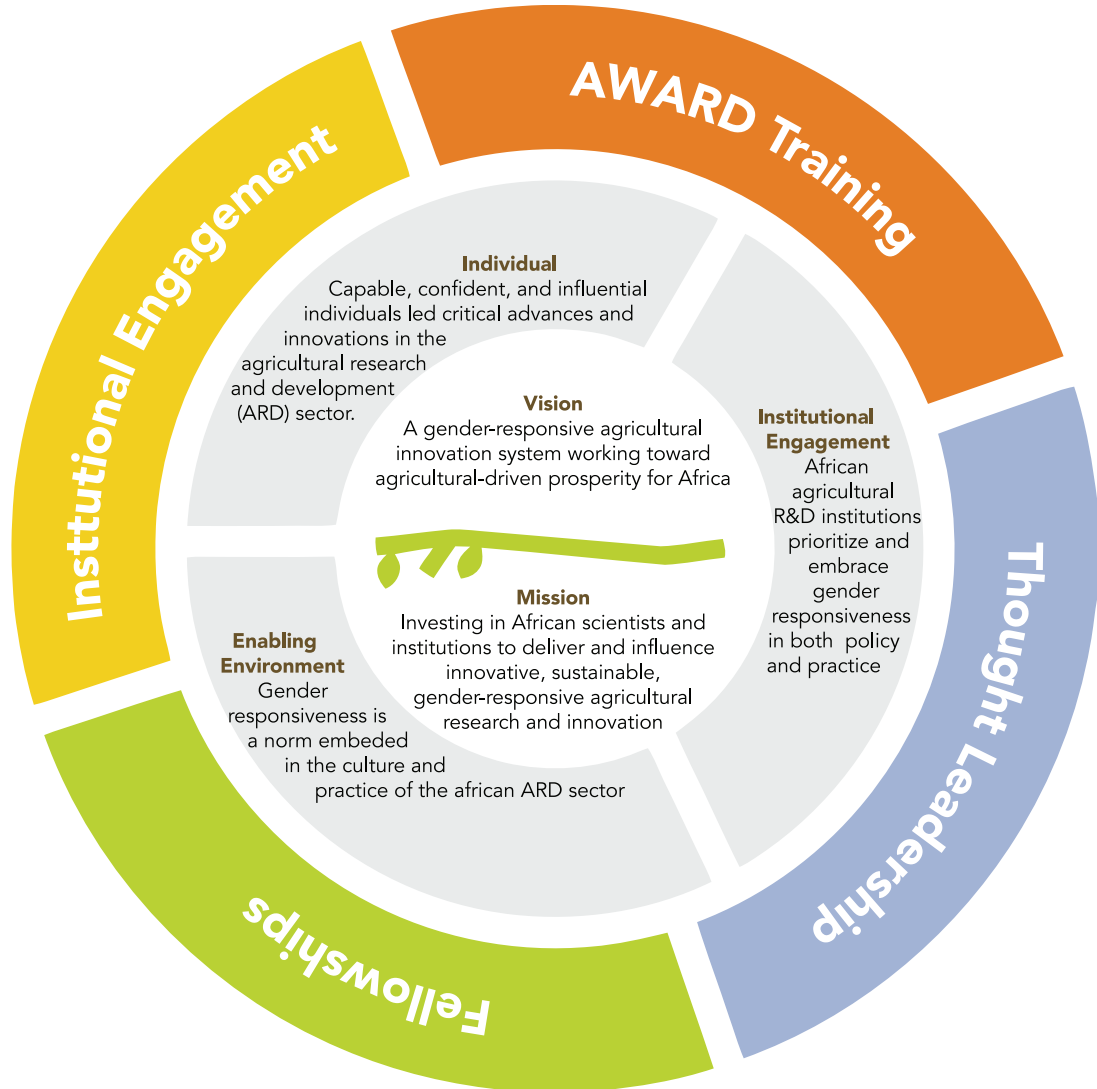 AWARD Training
Insttutional Engagement
Thought Leadership
Fellowships
Individual
Capable, confident, and influential
individuals led critical advances and
innovations in the
agricultural research
and development
(ARD) sector.
Vision
A gender-responsive agricultural
innovation system working toward
agricultural-driven prosperity for Africa
Institutional
Engagement
African
agricultural
R&D institutions
prioritize and
embrace
gender
responsiveness
in both policy
and practice
Mission
Investing in African scientists and
institutions to deliver and influence
innovative, sustainable,
gender-responsive agricultural
research and innovation
Enabling
Environment
Gender
responsiveness is
a norm embeded
in the culture and
practice of the african ARD sector